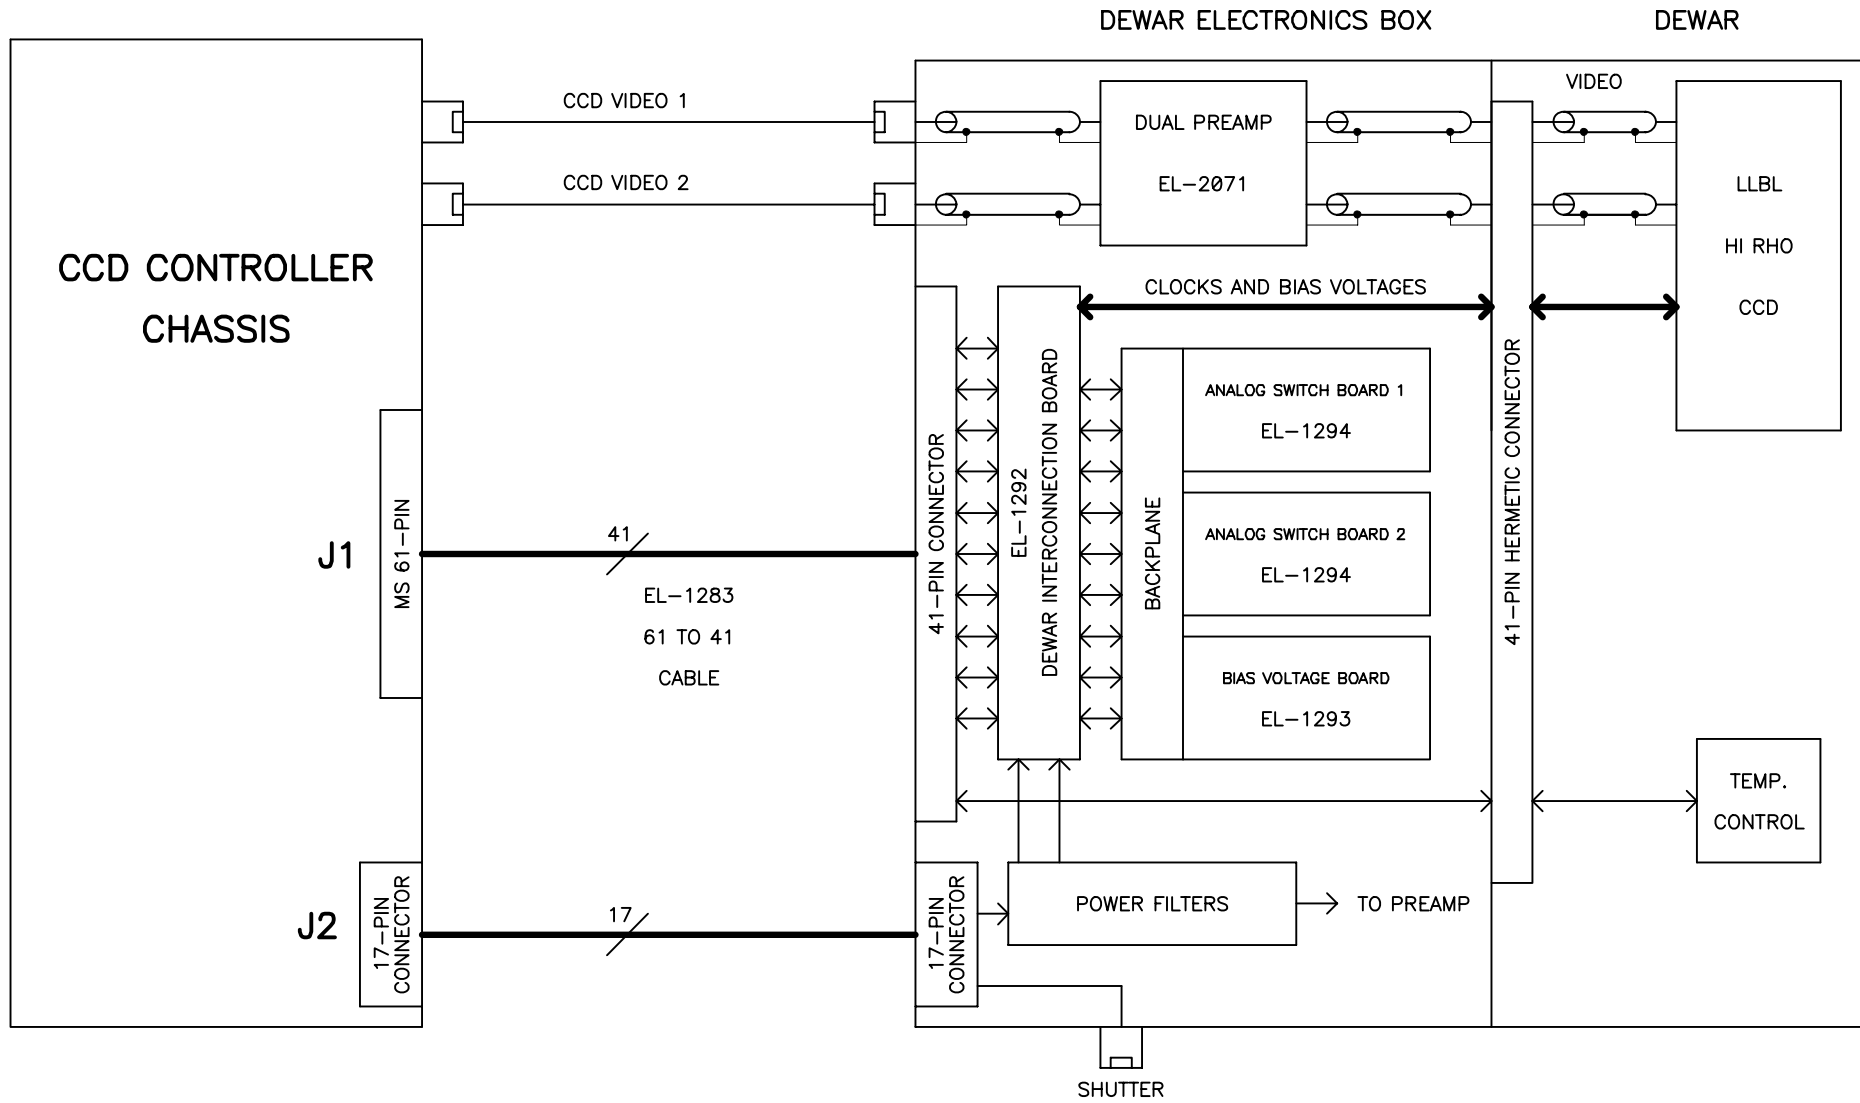 DEWAR ELECTRONICS BOX
DEWAR
CCD VIDEO 1
CCD VIDEO 2
CCD CONTROLLER
CHASSIS
DUAL PREAMP
EL-2071
VIDEO
LLBL
HI RHO
CCD
CLOCKS AND BIAS VOLTAGES
J1
MS 61-PIN
41
EL-1283
61 TO 41
CABLE
41-PIN CONNECTOR
EL-1292
DEWAR INTERCONNECTION BOARD
BACKPLANE
ANALOG SWITCH BOARD 1
EL-1294
ANALOG SWITCH BOARD 2
EL-1294
BIAS VOLTAGE BOARD
EL-1293
41-PIN HERMETIC CONNECTOR
TEMP.
CONTROL
J2
17-PIN
CONNECTOR
17
17-PIN
CONNECTOR
POWER FILTERS
TO PREAMP
SHUTTER